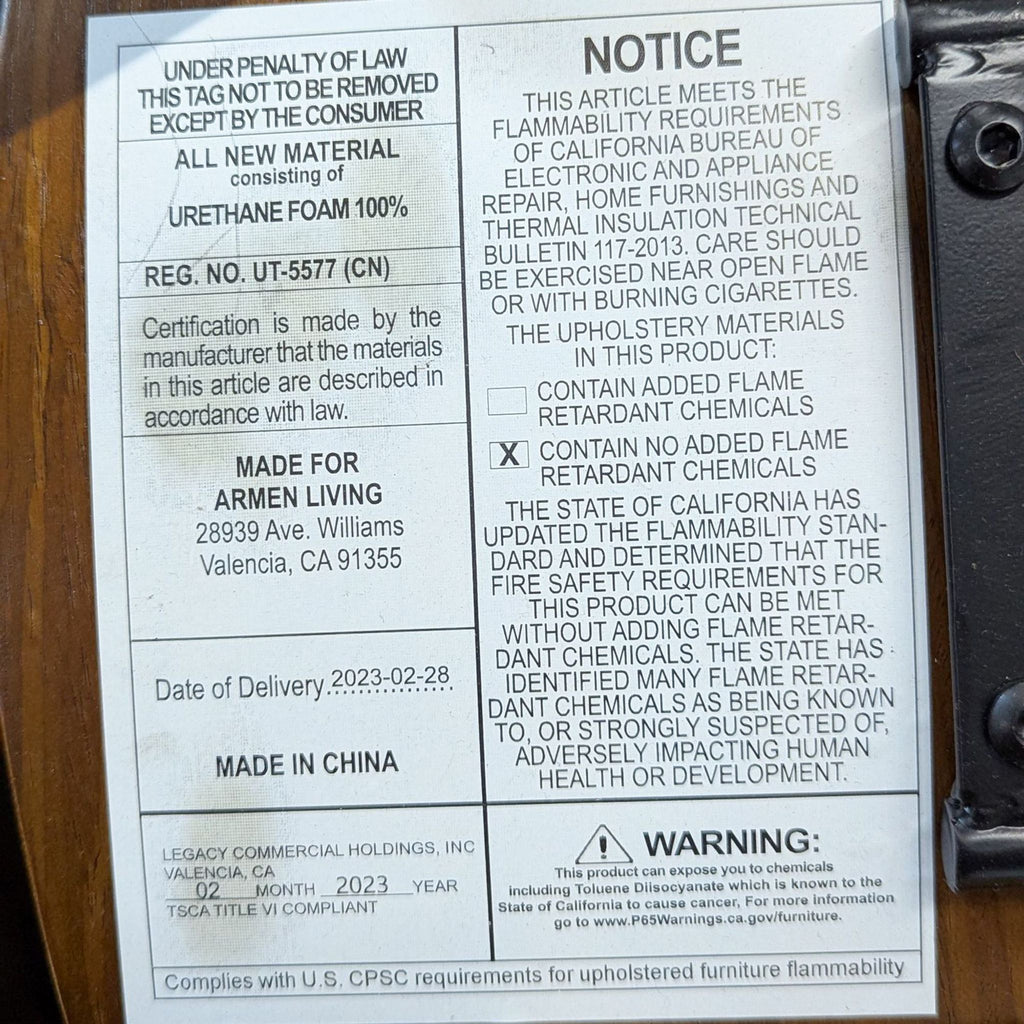 UNDER PENALTY OF LAW
THIS TAG NOT TO BE REMOVED
EXCEPT BY THE CONSUMER
ALL NEW MATERIAL
consisting of
URETHANE FOAM 100%
REG. NO. UT-5577 (CN)
Certification is made by the
manufacturer that the materials
in this article are described in
accordance with law.
MADE FOR
ARMEN LIVING
28939 Ave. Williams
Valencia, CA 91355
Date of Delivery.2023-02-28
MADE IN CHINA
LEGACY COMMERCIAL HOLDINGS, INC
VALENCIA, CA
02 MONTH 2023 YEAR
TSCA TITLE VI COMPLIANT
NOTICE
THIS ARTICLE MEETS THE
FLAMMABILITY REQUIREMENTS
OF CALIFORNIA BUREAU OF
ELECTRONIC AND APPLIANCE
REPAIR, HOME FURNISHINGS AND
THERMAL INSULATION TECHNICAL
BULLETIN 117-2013. CARE SHOULD
BE EXERCISED NEAR OPEN FLAME
OR WITH BURNING CIGARETTES.
THE UPHOLSTERY MATERIALS
IN THIS PRODUCT:
CONTAIN ADDED FLAME
RETARDANT CHEMICALS
X CONTAIN NO ADDED FLAME
RETARDANT CHEMICALS
THE STATE OF CALIFORNIA HAS
UPDATED THE FLAMMABILITY STAN-
DARD AND DETERMINED THAT THE
FIRE SAFETY REQUIREMENTS FOR
THIS PRODUCT CAN BE MET
WITHOUT ADDING FLAME RETAR-
DANT CHEMICALS. THE STATE HAS
IDENTIFIED MANY FLAME RETAR-
DANT CHEMICALS AS BEING KNOWN
TO, OR STRONGLY SUSPECTED OF,
ADVERSELY IMPACTING HUMAN
HEALTH OR DEVELOPMENT.
WARNING:
This product can expose you to chemicals
including Toluene Diisocyanate which is known to the
State of California to cause cancer, For more information
go to www.P65Warnings.ca.gov/furniture.
Complies with U.S. CPSC requirements for upholstered furniture flammability